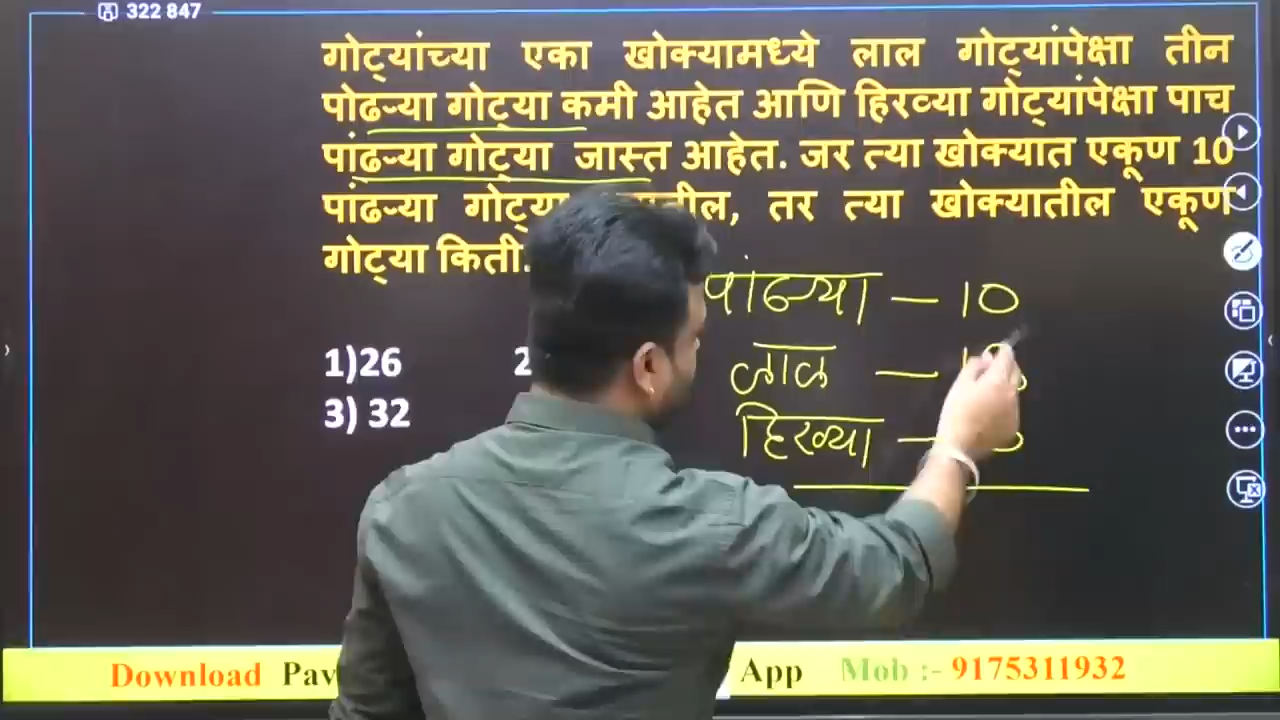 322 847
गोट्यांच्या एका खोक्यामध्ये लाल गोट्यांपेक्षा तीन
पोढऱ्या गोट्या कमी आहेत आणि हिरव्या गोट्यांपेक्षा पाच
पांढऱ्या गोट्या जास्त आहेत. जर त्या खोक्यात एकूण 10
पांढऱ्या गोट्या तर त्या खोक्यातील एकूण
गोट्या किती.
पांढऱ्या – 10
लाल –
हिरव्या –
1)26
3) 32
Download App Mob :- 9175311932